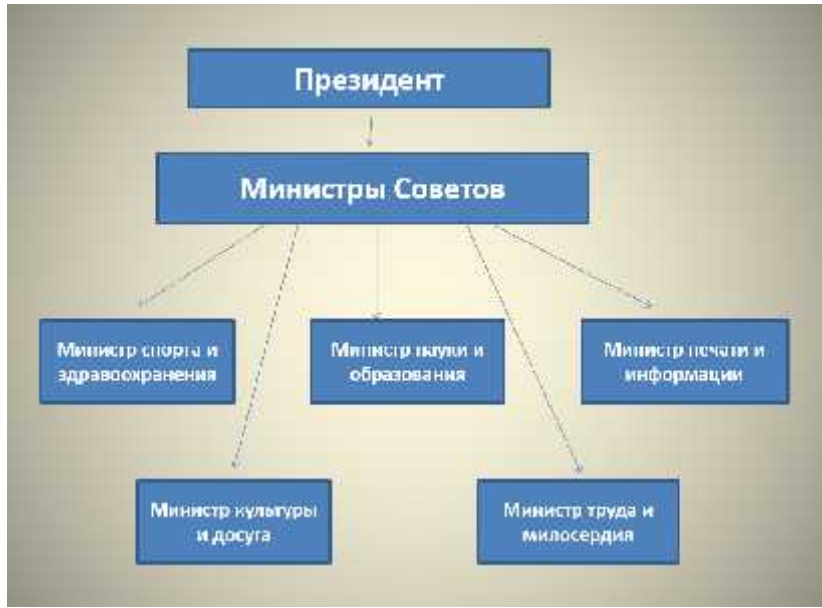 Президент
Министры Советов
Министр спорта и
здравоохранения
Министр науки и
образования
Министр печати и
информации
Министр культуры
и досуга
Министр труда и
милосердия